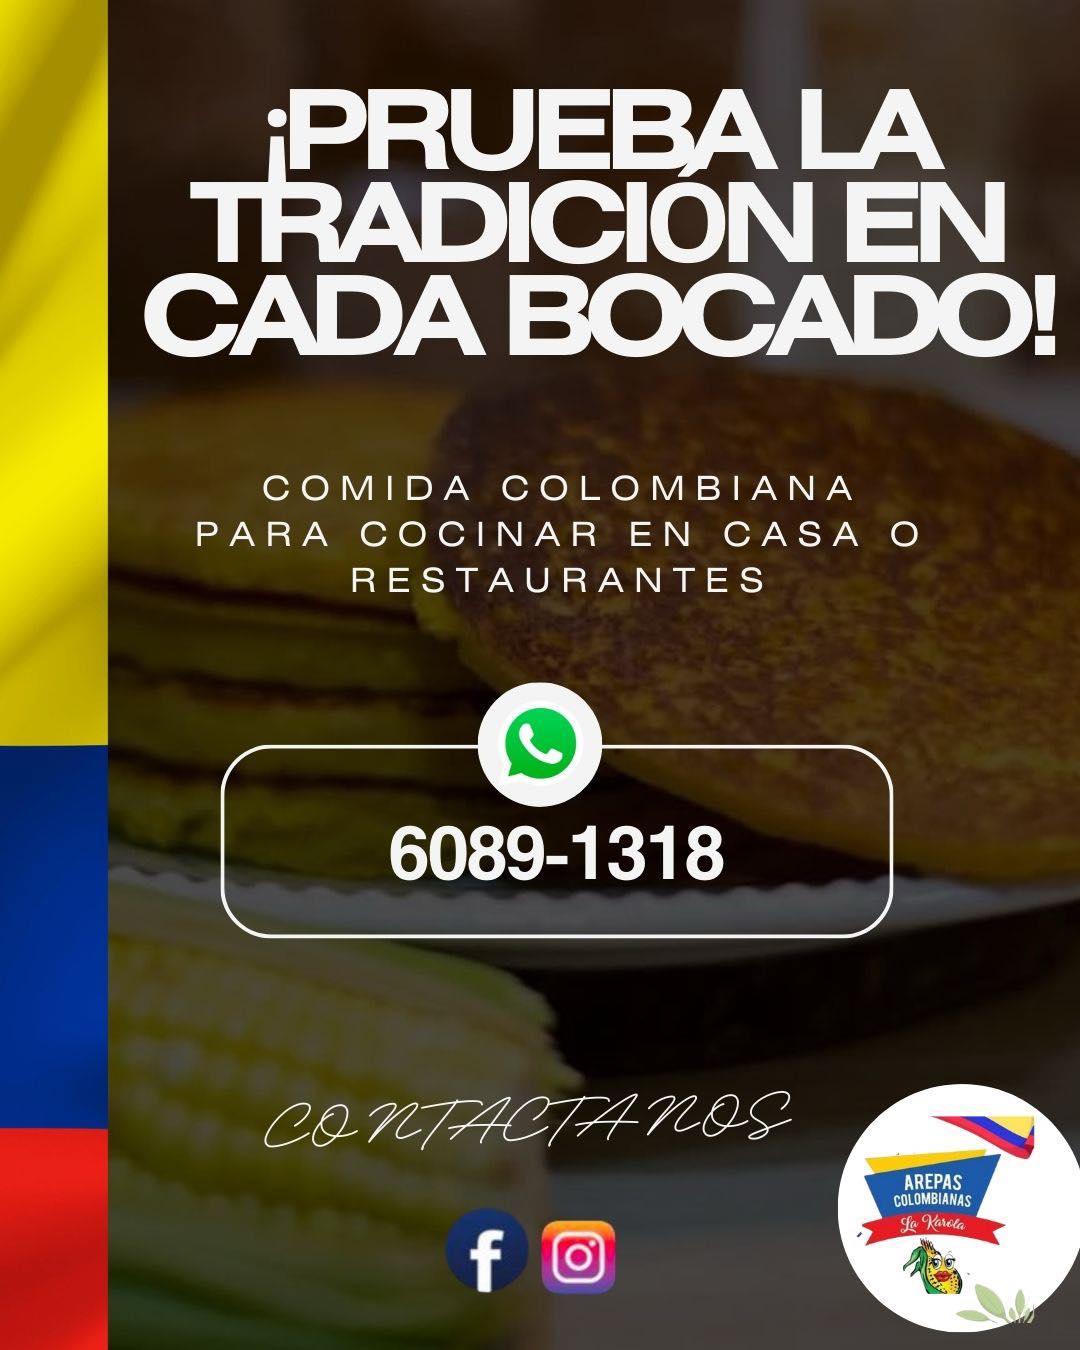 ¡PRUEBA LA
TRADICIÓN EN
CADA BOCADO!
COMIDA COLOMBIANA
PARA COCINAR EN CASA O
RESTAURANTES
6089-1318
CONTACTANOS
AREPAS
COLOMBIANAS
La Karola